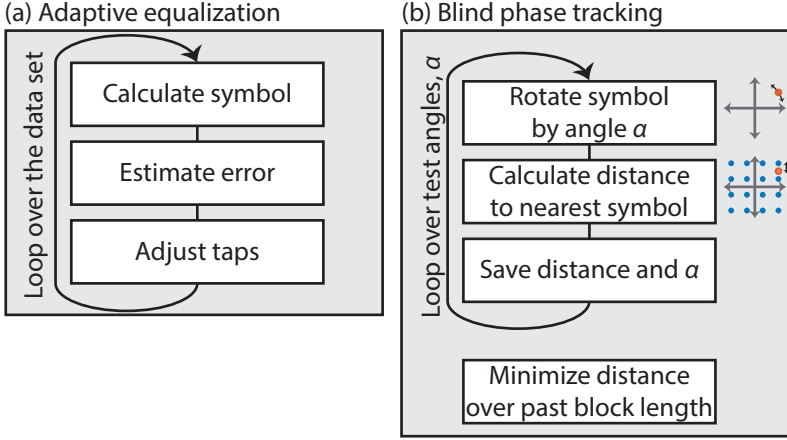 (a) Adaptive equalization
Loop over the data set
Calculate symbol
Estimate error
Adjust taps
(b) Blind phase tracking
Loop over test angles, α
Rotate symbol
by angle α
Calculate distance
to nearest symbol
Save distance and α
Minimize distance
over past block length